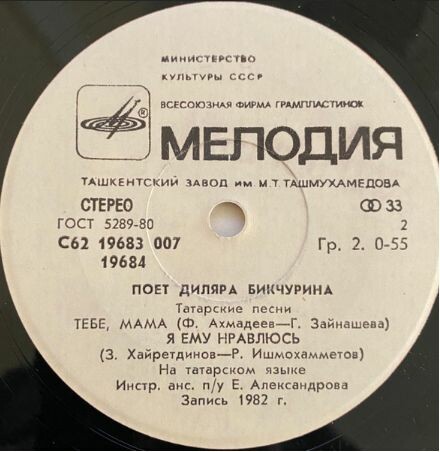 МИНИСТЕРСТВО
КУЛЬТУРЫ СССР
ВСЕСОЮЗНАЯ ФИРМА ГРАМПЛАСТИНОК
®
МЕЛОДИЯ
ТАШКЕНТСКИЙ ЗАВОД им. М.Т. ТАШМУХАМЕДОВА
СТЕРЕО 33
ГОСТ 5289-80 2
С62 19683 007 Гр. 2. 0-55
19684
ПОЕТ ДИЛЯРА БИКЧУРИНА
Татарские песни
ТЕБЕ, МАМА (Ф. Ахмадеев—Г. Зайнашева)
Я ЕМУ НРАВЛЮСЬ
(З. Хайретдинов—Р. Ишмохамметов)
На татарском языке
Инстр. анс. п/у Е. Александрова
Запись 1982 г.